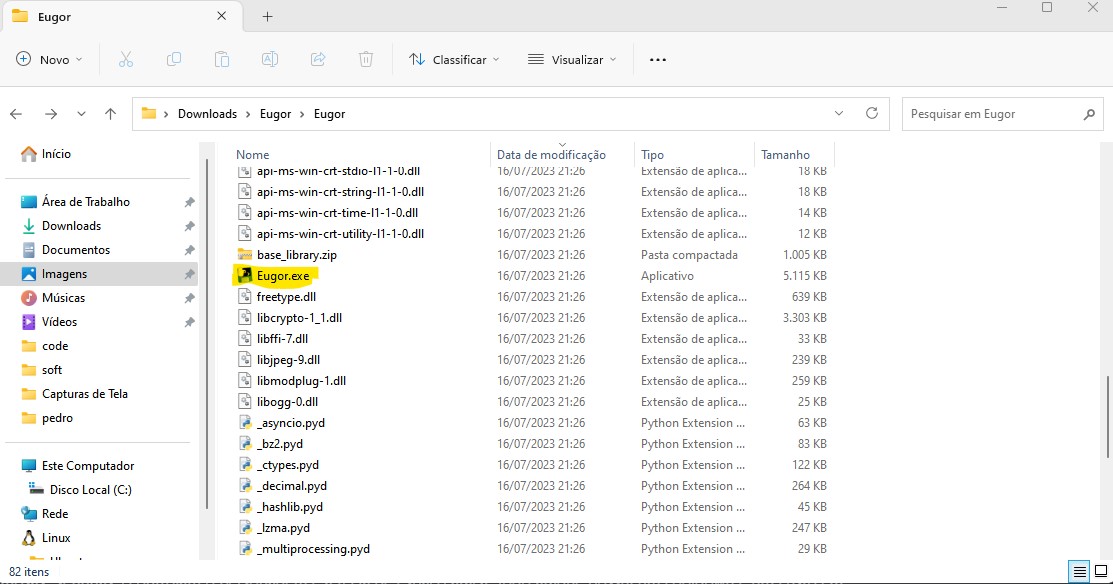 Eugor
Novo
Classificar
Visualizar
Downloads > Eugor > Eugor
Pesquisar em Eugor
Início
Área de Trabalho
Downloads
Documentos
Imagens
Músicas
Vídeos
code
soft
Capturas de Tela
pedro
Este Computador
Disco Local (C:)
Rede
Linux
Nome Data de modificação Tipo Tamanho
api-ms-win-crt-stdio-l1-1-0.dll 16/07/2023 21:26 Extensão de aplica... 18 KB
api-ms-win-crt-string-l1-1-0.dll 16/07/2023 21:26 Extensão de aplica... 18 KB
api-ms-win-crt-time-l1-1-0.dll 16/07/2023 21:26 Extensão de aplica... 14 KB
api-ms-win-crt-utility-l1-1-0.dll 16/07/2023 21:26 Extensão de aplica... 12 KB
base_library.zip 16/07/2023 21:26 Pasta compactada 1.005 KB
Eugor.exe 16/07/2023 21:26 Aplicativo 5.115 KB
freetype.dll 16/07/2023 21:26 Extensão de aplica... 639 KB
libcrypto-1_1.dll 16/07/2023 21:26 Extensão de aplica... 3.303 KB
libffi-7.dll 16/07/2023 21:26 Extensão de aplica... 33 KB
libjpeg-9.dll 16/07/2023 21:26 Extensão de aplica... 239 KB
libmodplug-1.dll 16/07/2023 21:26 Extensão de aplica... 259 KB
libogg-0.dll 16/07/2023 21:26 Extensão de aplica... 25 KB
_asyncio.pyd 16/07/2023 21:26 Python Extension ... 63 KB
_bz2.pyd 16/07/2023 21:26 Python Extension ... 83 KB
_ctypes.pyd 16/07/2023 21:26 Python Extension ... 122 KB
_decimal.pyd 16/07/2023 21:26 Python Extension ... 264 KB
_hashlib.pyd 16/07/2023 21:26 Python Extension ... 45 KB
_lzma.pyd 16/07/2023 21:26 Python Extension ... 247 KB
_multiprocessing.pyd 16/07/2023 21:26 Python Extension ... 29 KB
82 itens